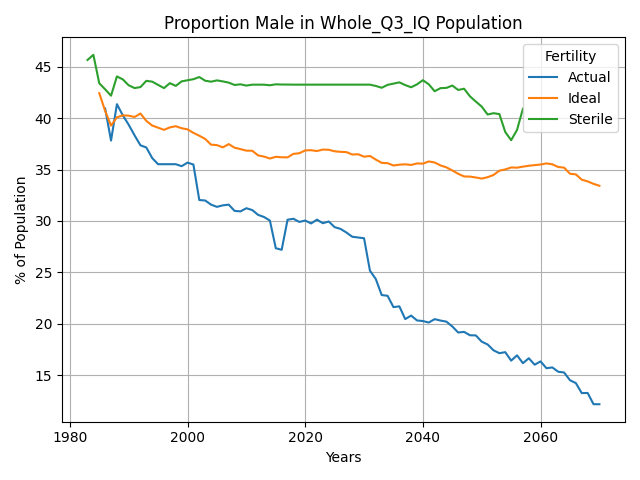 Proportion Male in Whole_Q3_IQ Population
Fertility
Actual
Ideal
Sterile
% of Population
45
40
35
30
25
20
15
1980
2000
2020
2040
2060
Years